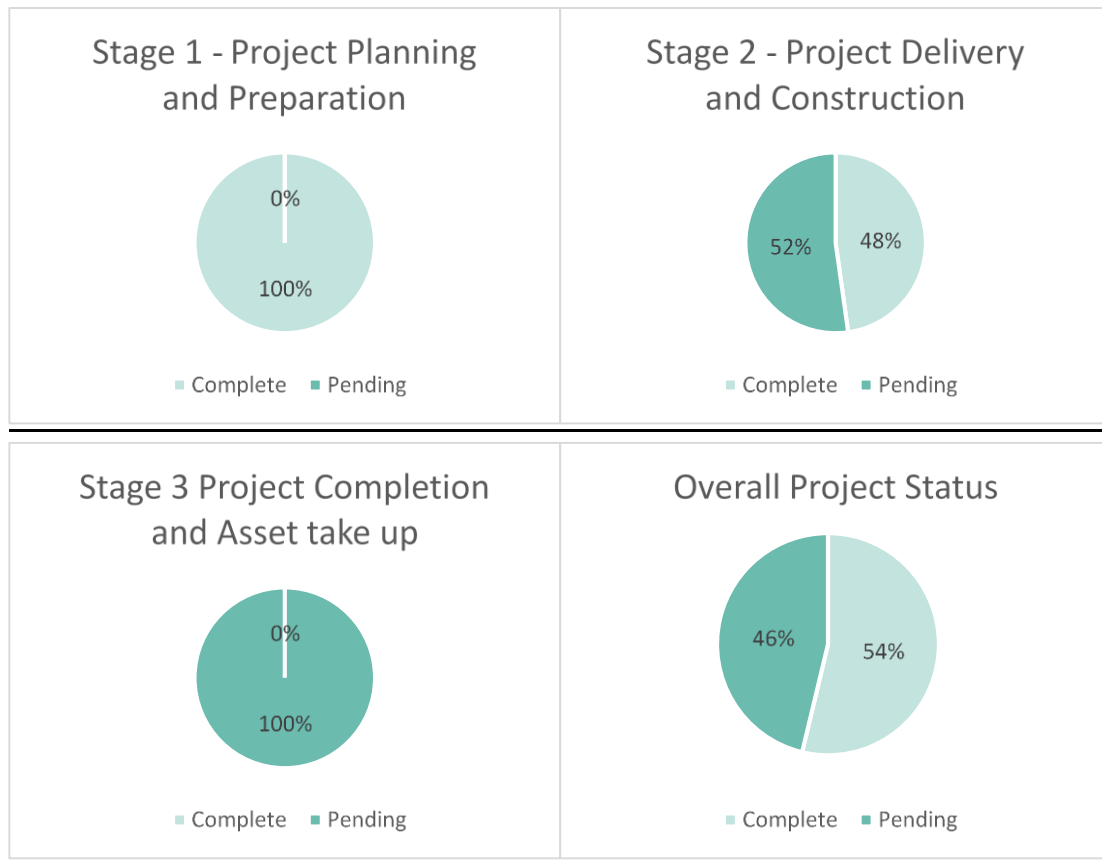 Stage 1 - Project Planning
and Preparation
0%
100%
Complete Pending
Stage 2 - Project Delivery
and Construction
52%
48%
Complete Pending
Stage 3 Project Completion
and Asset take up
0%
100%
Complete Pending
Overall Project Status
46%
54%
Complete Pending